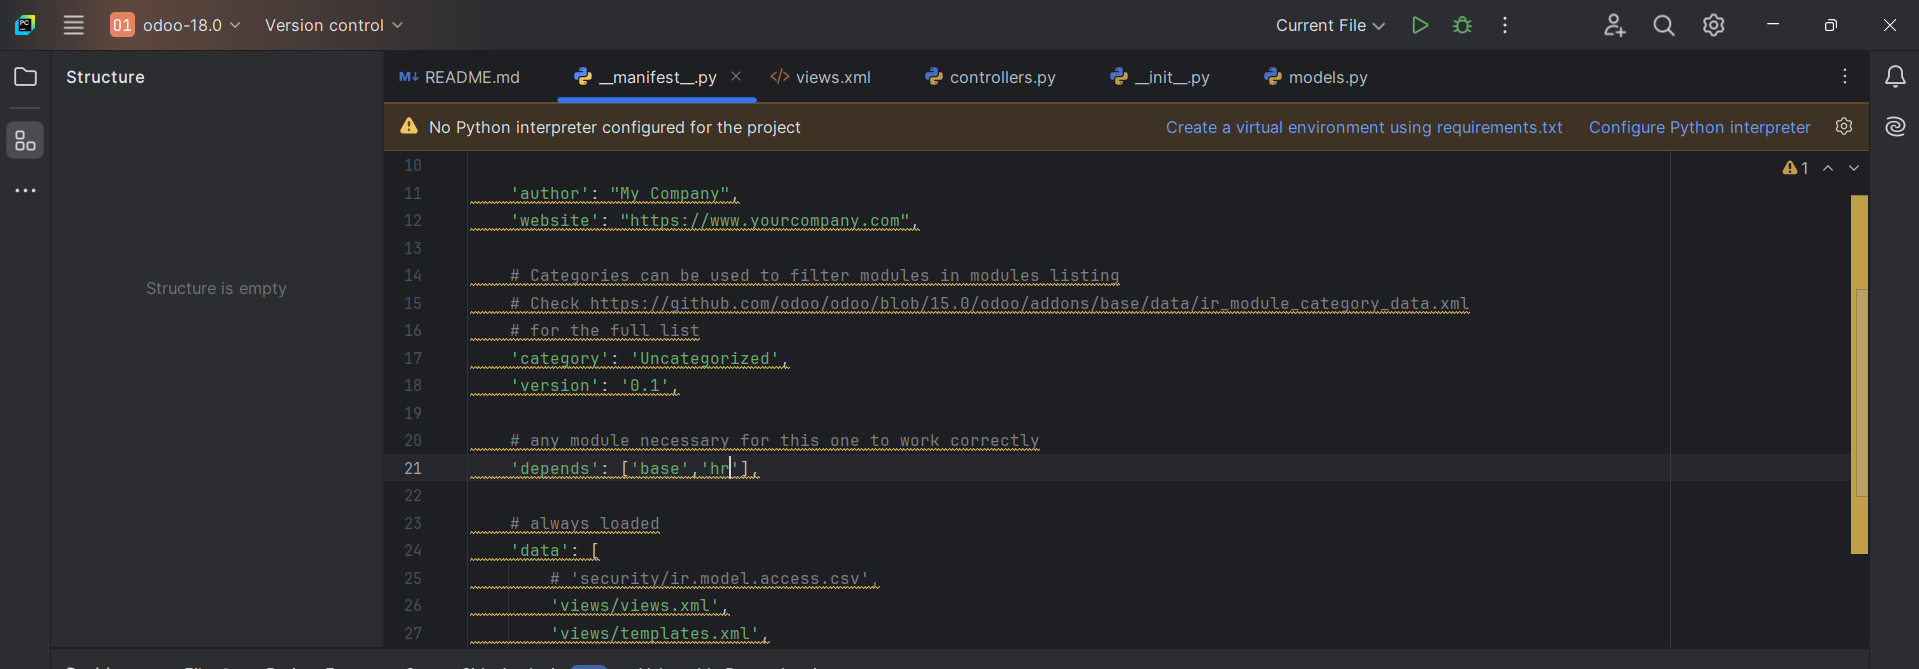 PC
01 odoo-18.0 Version control Current File
Structure
README.md __manifest__.py views.xml controllers.py __init__.py models.py
No Python interpreter configured for the project Create a virtual environment using requirements.txt Configure Python interpreter
1
Structure is empty
10
11 'author': "My Company",
12 'website': "https://www.yourcompany.com",
13
14 # Categories can be used to filter modules in modules listing
15 # Check https://github.com/odoo/odoo/blob/15.0/odoo/addons/base/data/ir_module_category_data.xml
16 # for the full list
17 'category': 'Uncategorized',
18 'version': '0.1',
19
20 # any module necessary for this one to work correctly
21 'depends': ['base','hr'],
22
23 # always loaded
24 'data': [
25 # 'security/ir.model.access.csv',
26 'views/views.xml',
27 'views/templates.xml',